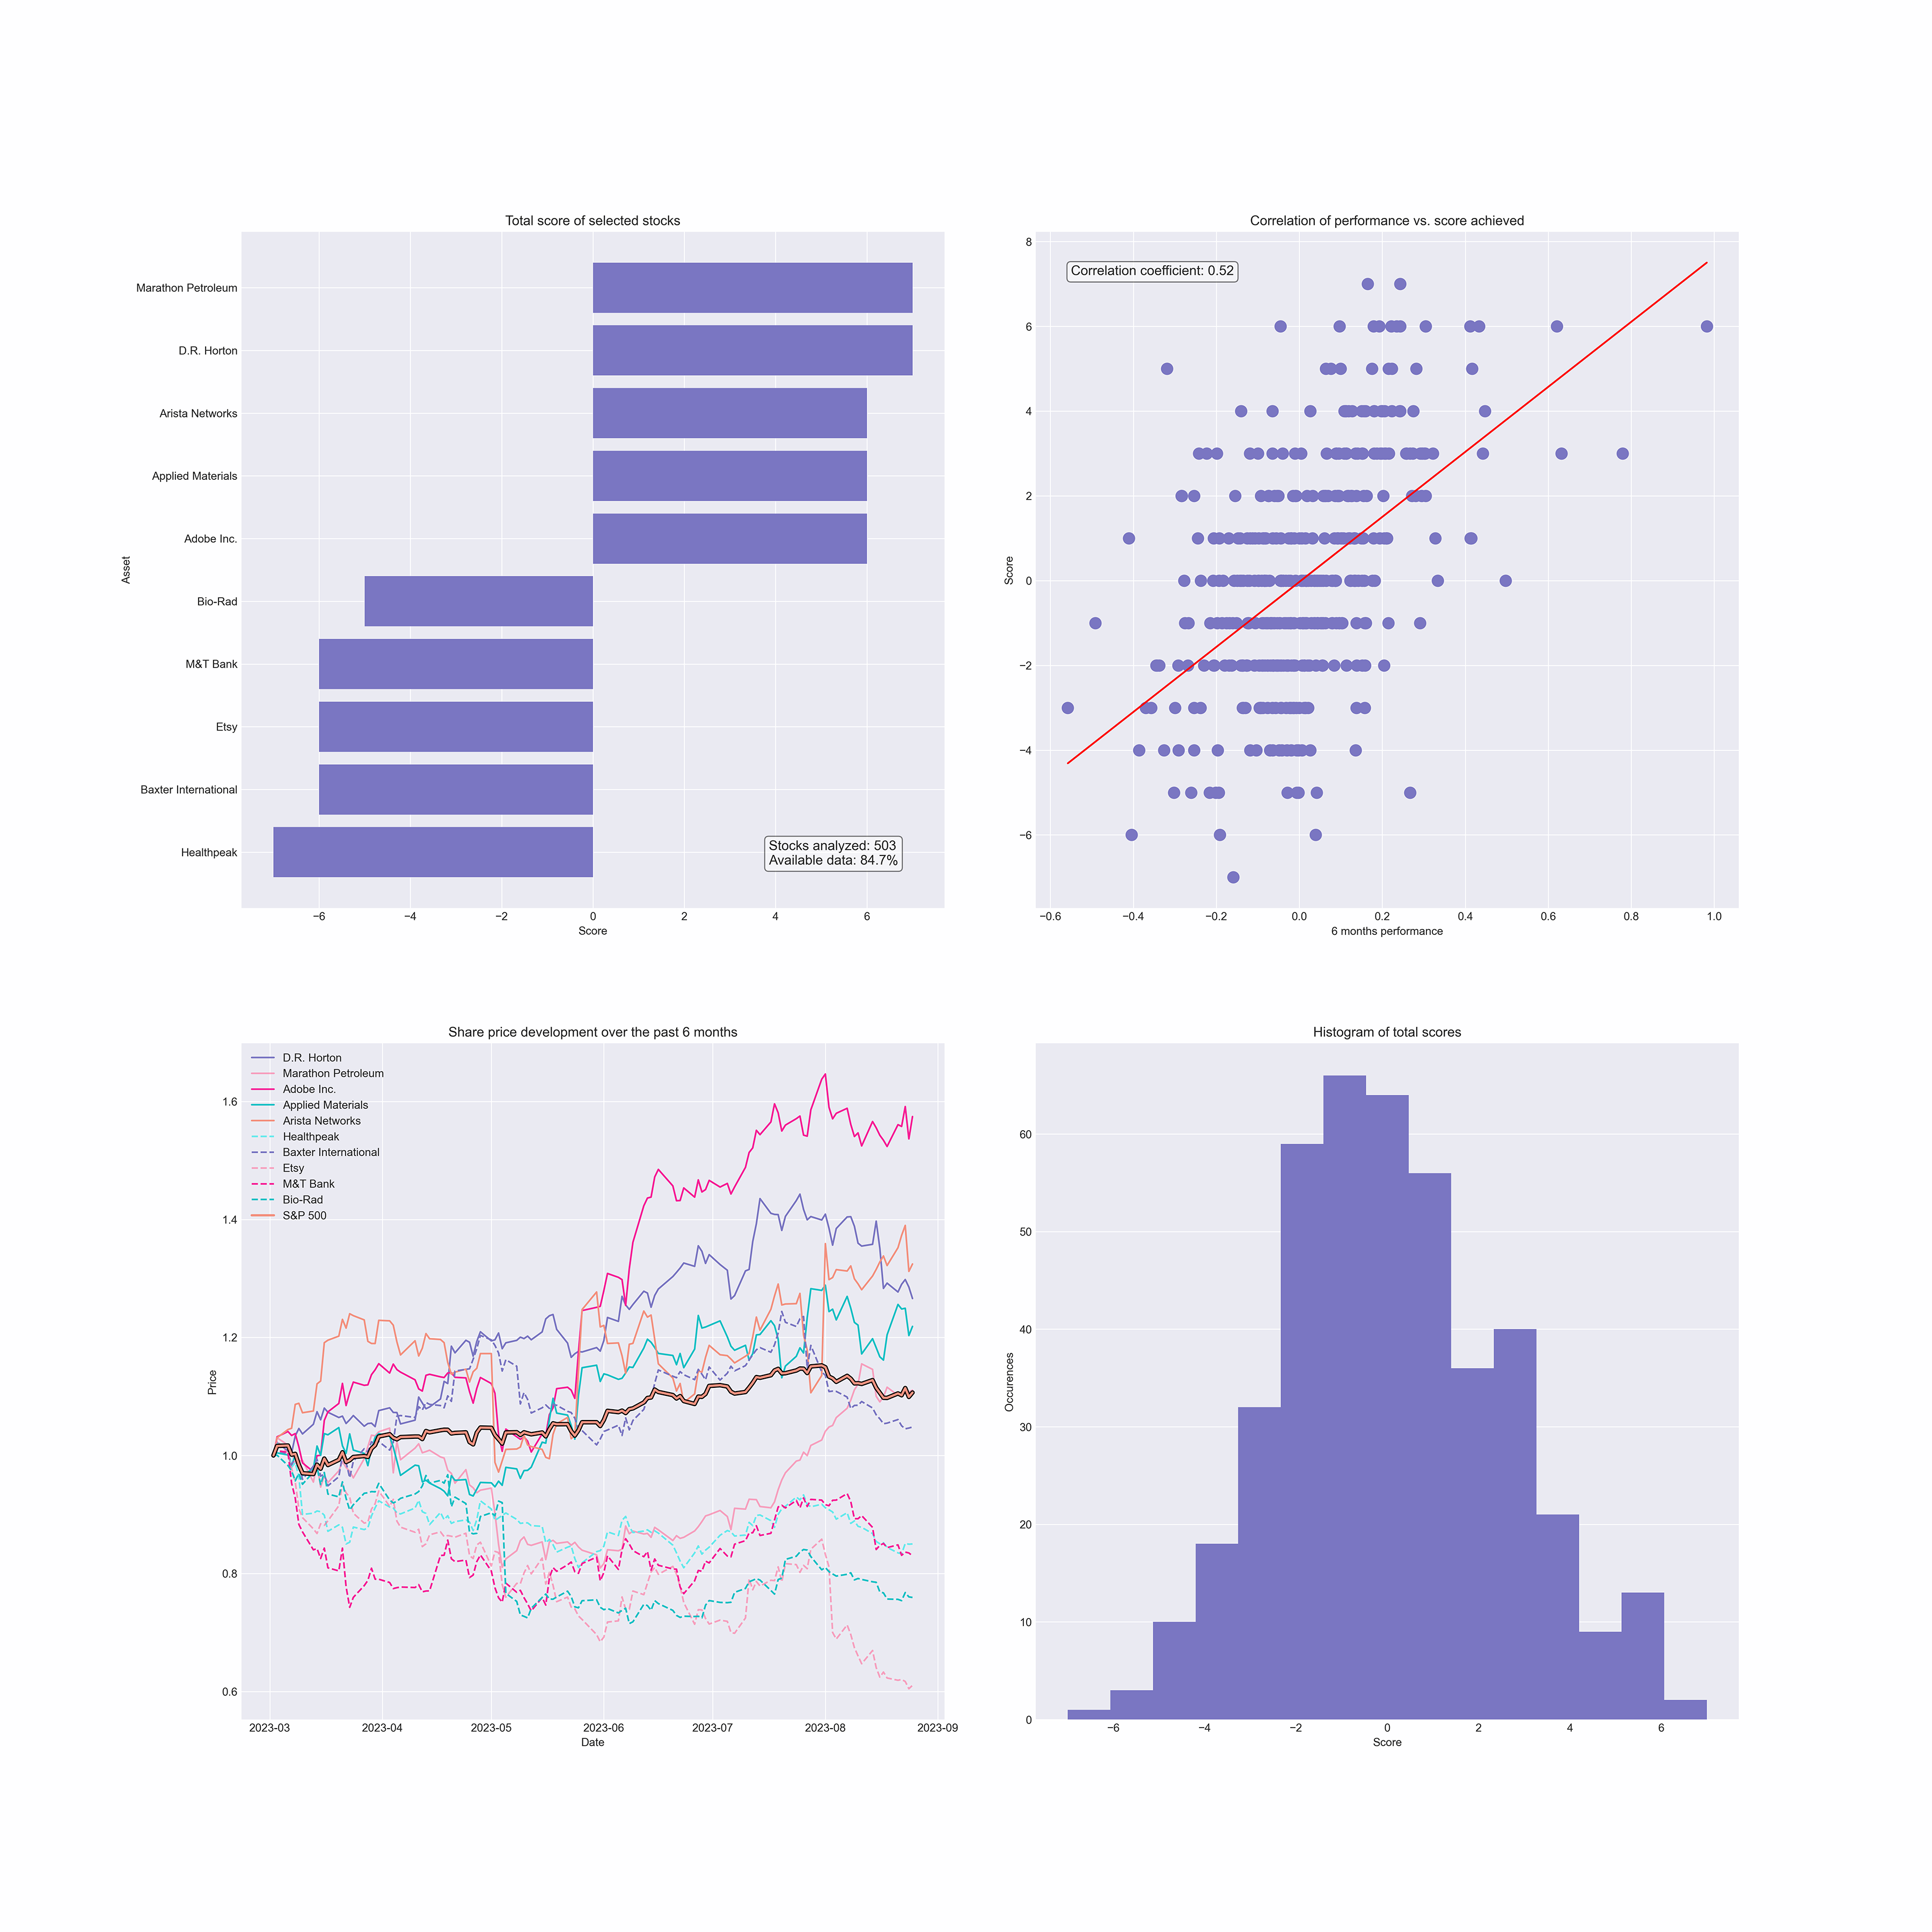 Total score of selected stocks
Marathon Petroleum
D.R. Horton
Arista Networks
Applied Materials
Adobe Inc.
Bio-Rad
M&T Bank
Etsy
Baxter International
Healthpeak
Asset
Stocks analyzed: 503
Available data: 84.7%
−6 −4 −2 0 2 4 6
Score
Correlation of performance vs. score achieved
Correlation coefficient: 0.52
8
6
4
2
0
−2
−4
−6
Score
−0.6 −0.4 −0.2 0.0 0.2 0.4 0.6 0.8 1.0
6 months performance
Share price development over the past 6 months
D.R. Horton
Marathon Petroleum
Adobe Inc.
Applied Materials
Arista Networks
Healthpeak
Baxter International
Etsy
M&T Bank
Bio-Rad
S&P 500
1.6
1.4
1.2
1.0
0.8
0.6
Price
2023-03 2023-04 2023-05 2023-06 2023-07 2023-08 2023-09
Date
Histogram of total scores
60
50
40
30
20
10
0
Occurences
−6 −4 −2 0 2 4 6
Score